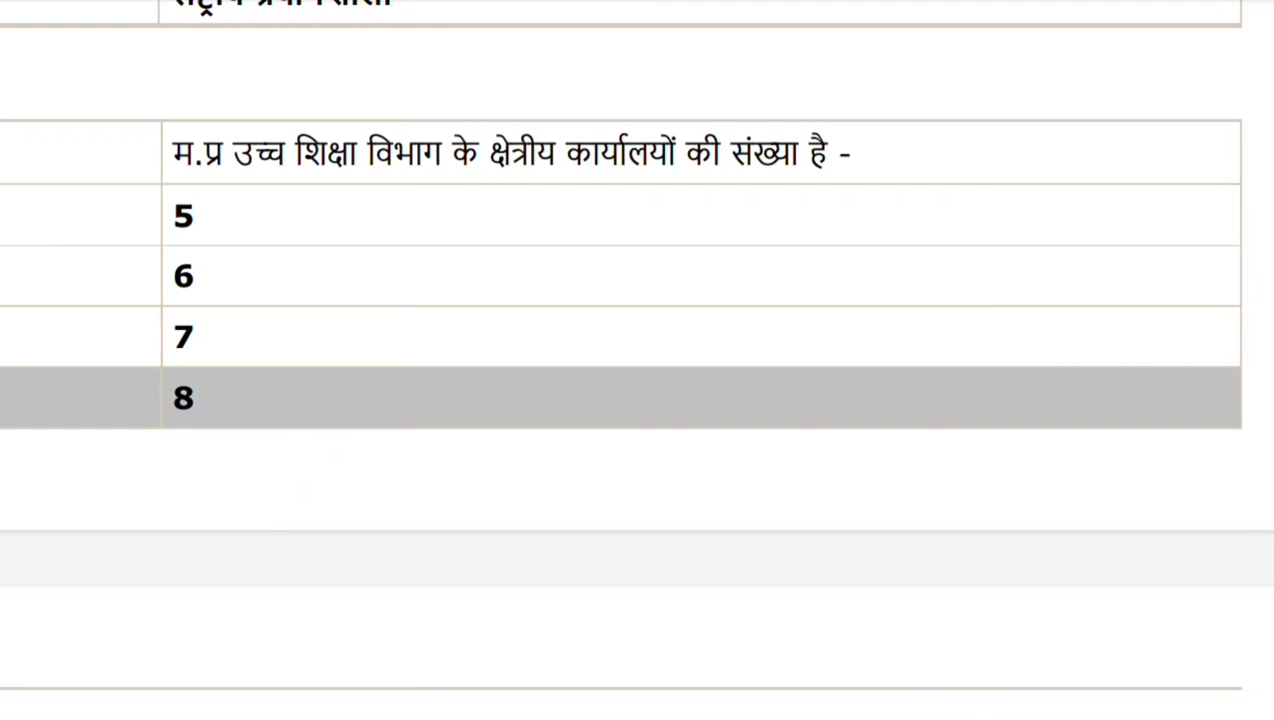 म.प्र उच्च शिक्षा विभाग के क्षेत्रीय कार्यालयों की संख्या है -
5
6
7
8